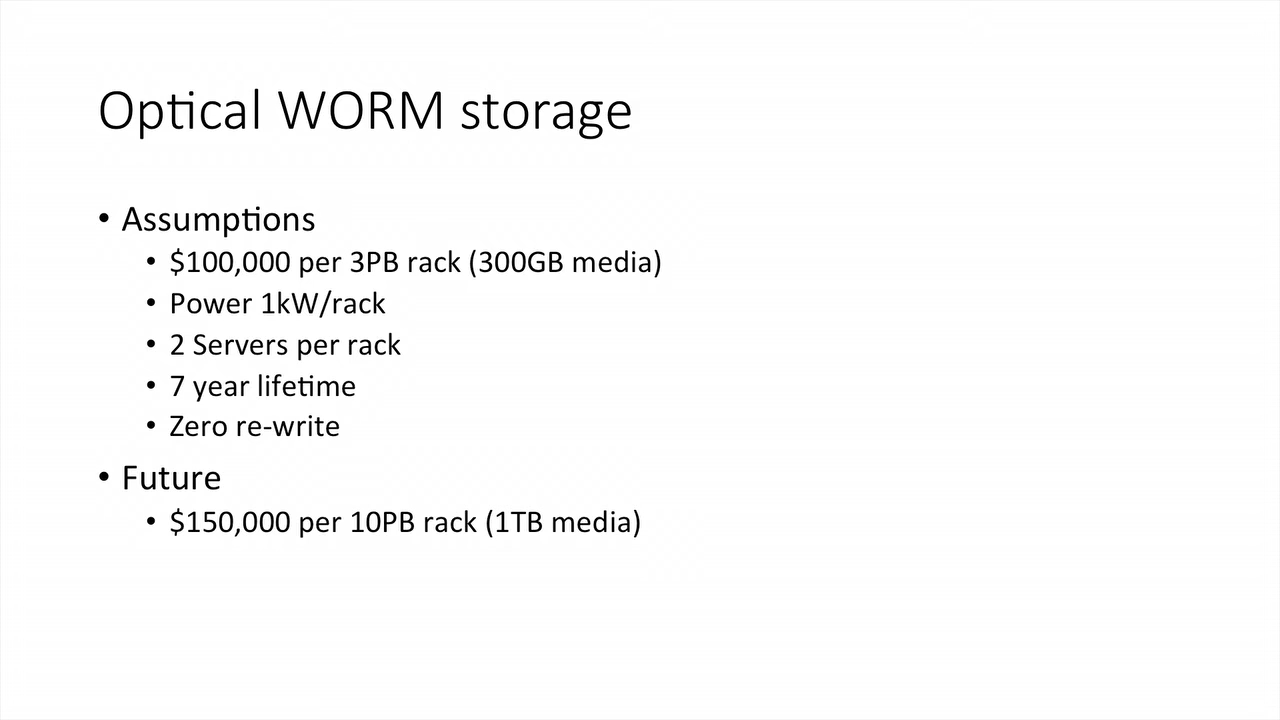 Optical WORM storage
• Assumptions
• $100,000 per 3PB rack (300GB media)
• Power 1kW/rack
• 2 Servers per rack
• 7 year lifetime
• Zero re-write
• Future
• $150,000 per 10PB rack (1TB media)